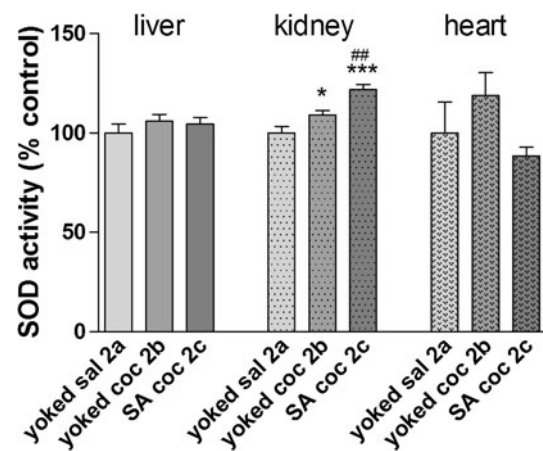 liver kidney heart
SOD activity (% control)
150
100
50
0
* ## ***
yoked sal 2a
yoked coc 2b
SA coc 2c
yoked sal 2a
yoked coc 2b
SA coc 2c
yoked sal 2a
yoked coc 2b
SA coc 2c